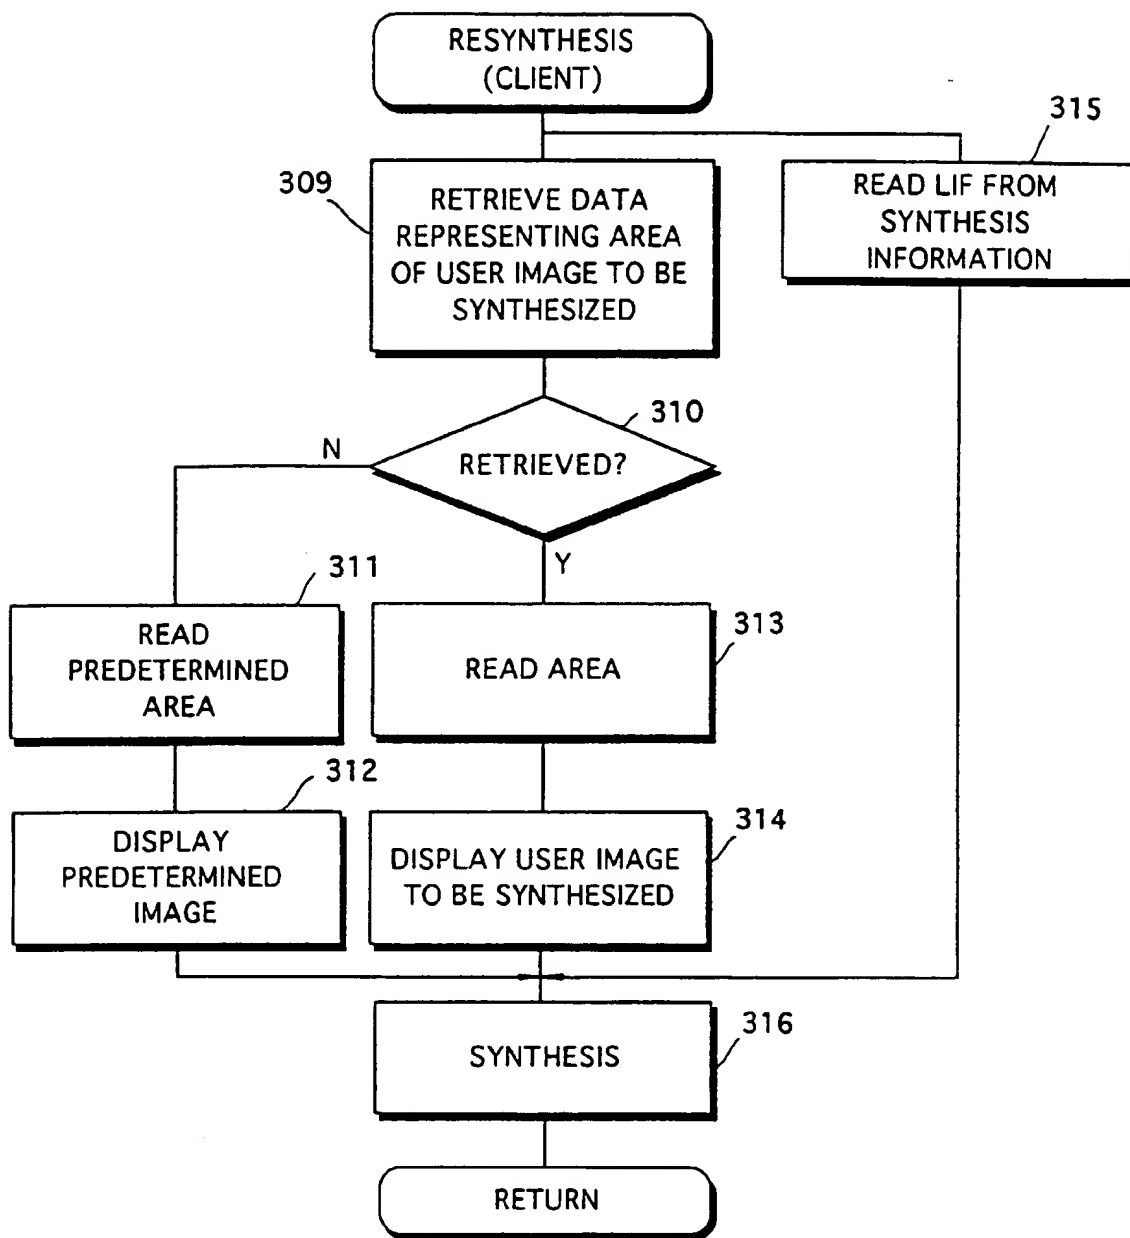 RESYNTHESIS
(CLIENT)
315
309
RETRIEVE DATA
REPRESENTING AREA
OF USER IMAGE TO BE
SYNTHESIZED
READ LIF FROM
SYNTHESIS
INFORMATION
310
N
RETRIEVED?
Y
311
READ
PREDETERMINED
AREA
313
READ AREA
312
DISPLAY
PREDETERMINED
IMAGE
314
DISPLAY USER IMAGE
TO BE SYNTHESIZED
316
SYNTHESIS
RETURN